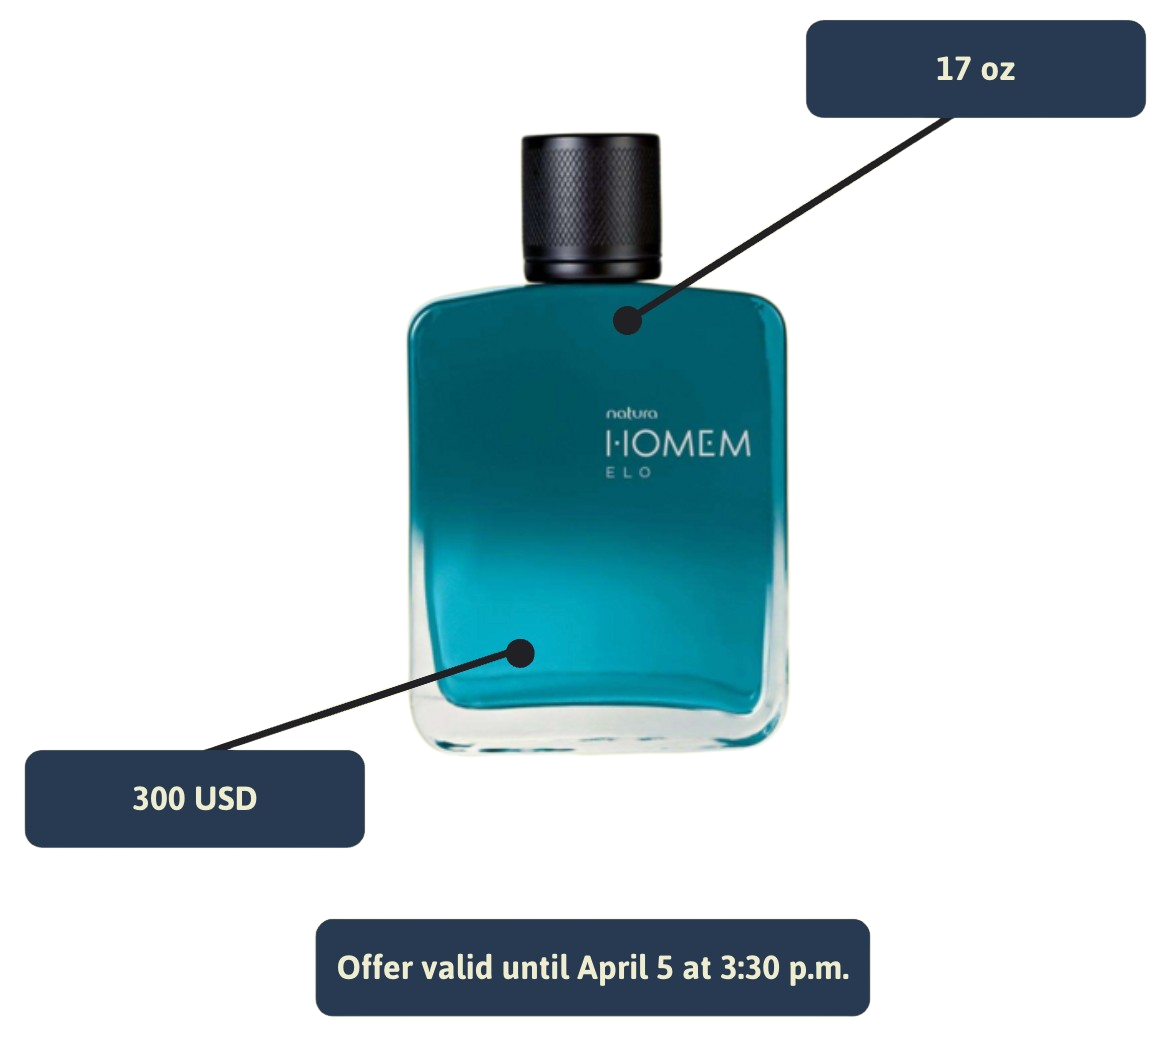 17 oz
natura
HOMEM
ELO
300 USD
Offer valid until April 5 at 3:30 p.m.